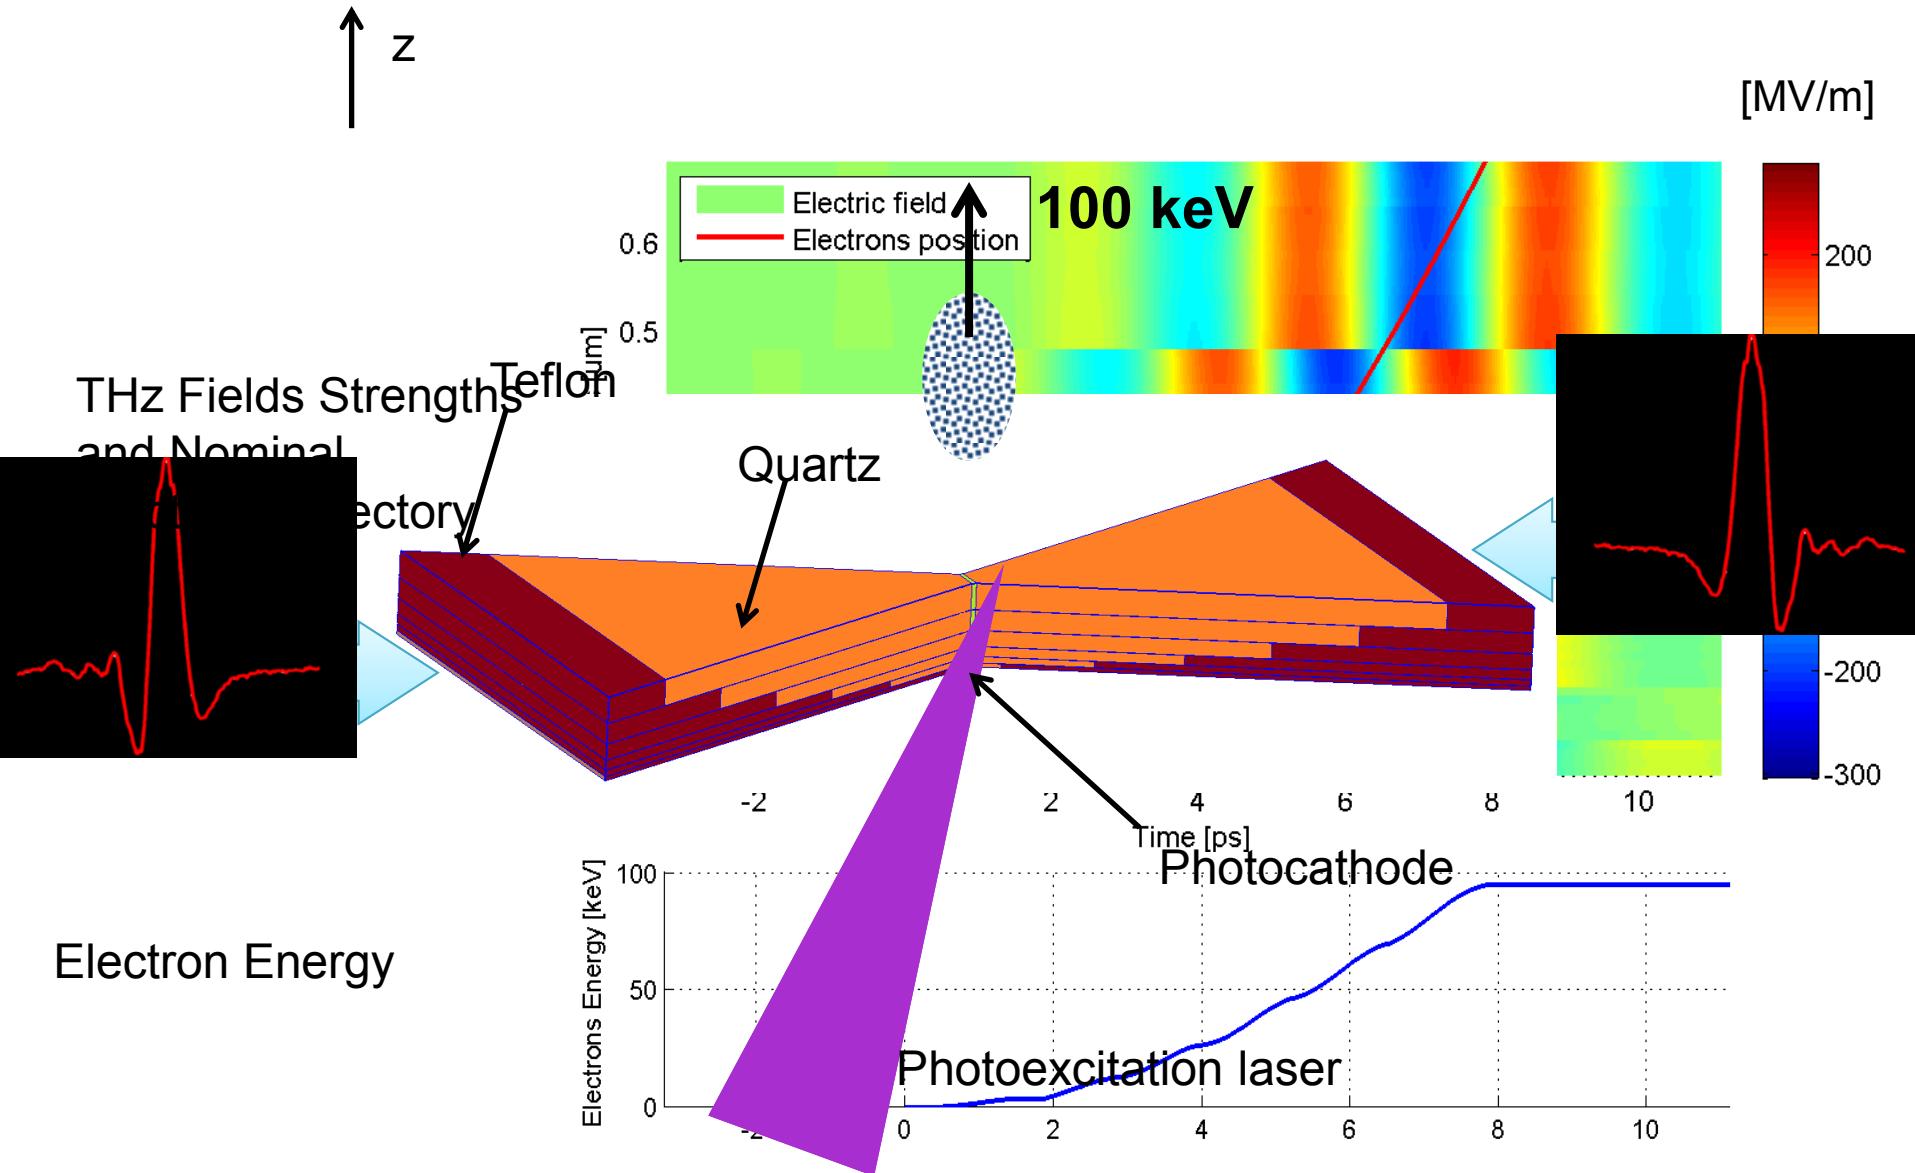 z
[MV/m]
Electric field
Electrons position
100 keV
0.6
0.5
200
-200
-300
Teflon
THz Fields Strengths
and Nominal
Quartz
-2
2
4
6
8
10
Time [ps]
Photocathode
Electrons Energy [keV]
100
50
0
Electron Energy
Photoexcitation laser
-2
0
2
4
6
8
10